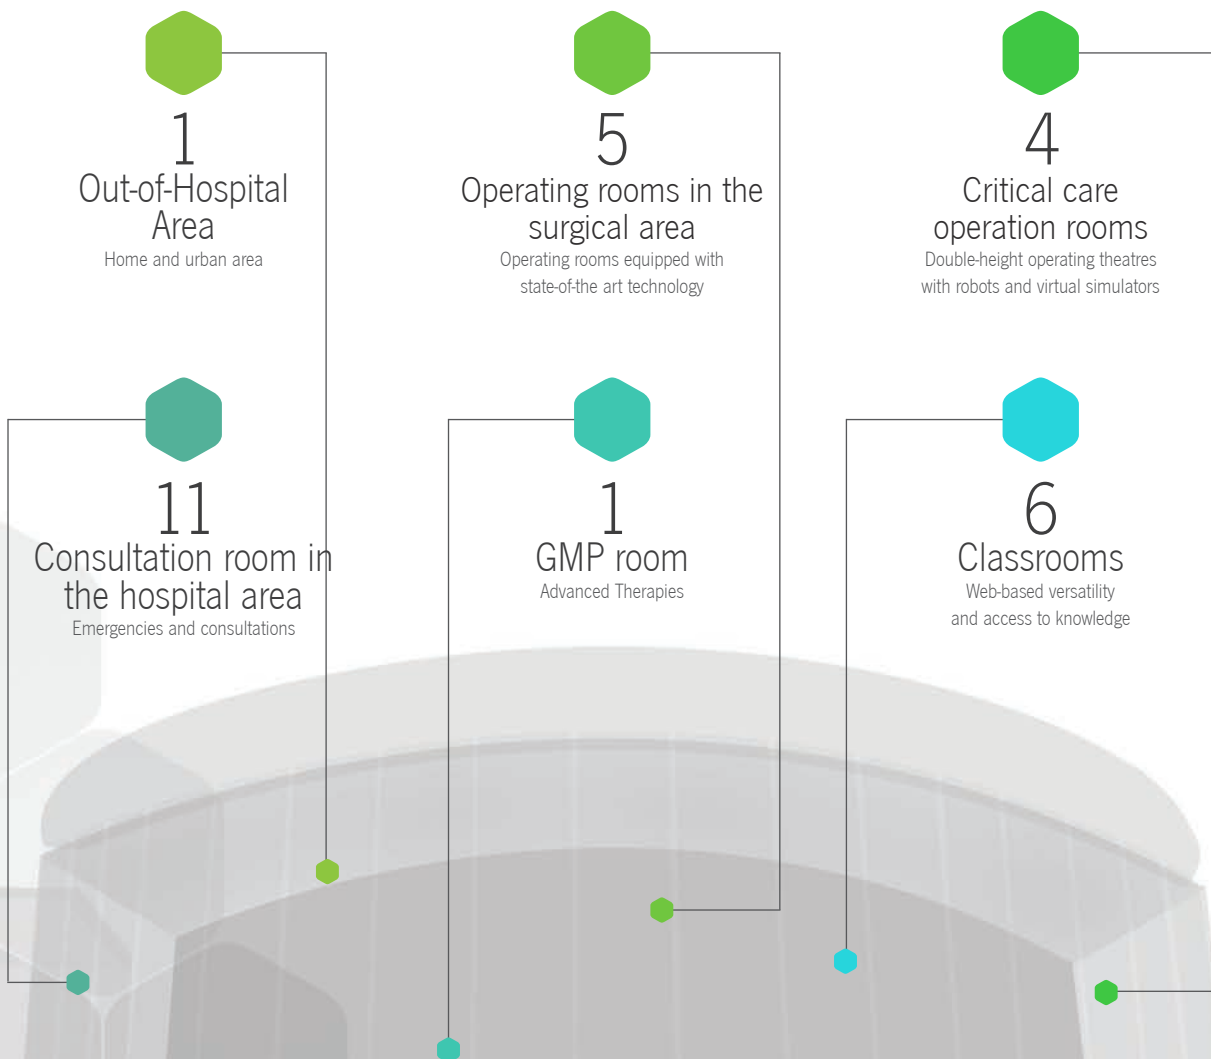 1
Out-of-Hospital
Area
Home and urban area
5
Operating rooms in the
surgical area
Operating rooms equipped with
state-of-the art technology
4
Critical care
operation rooms
Double-height operating theatres
with robots and virtual simulators
11
Consultation room in
the hospital area
Emergencies and consultations
1
GMP room
Advanced Therapies
6
Classrooms
Web-based versatility
and access to knowledge